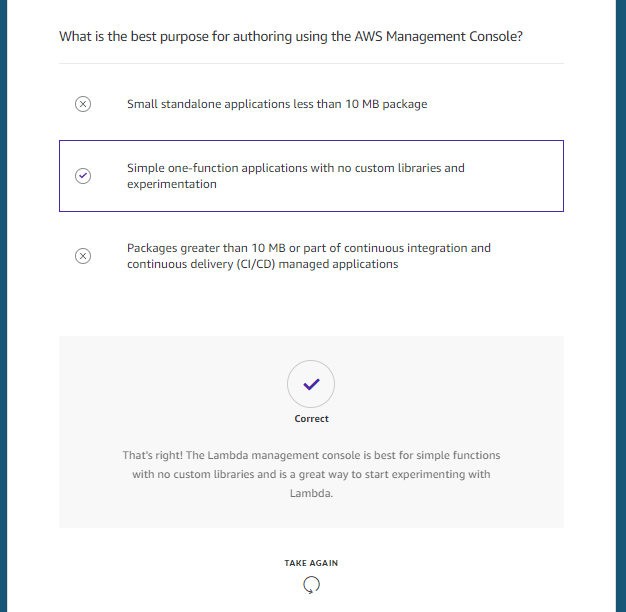 What is the best purpose for authoring using the AWS Management Console?
Small standalone applications less than 10 MB package
Simple one-function applications with no custom libraries and
experimentation
Packages greater than 10 MB or part of continuous integration and
continuous delivery (CI/CD) managed applications
Correct
That's right! The Lambda management console is best for simple functions
with no custom libraries and is a great way to start experimenting with
Lambda.
TAKE AGAIN